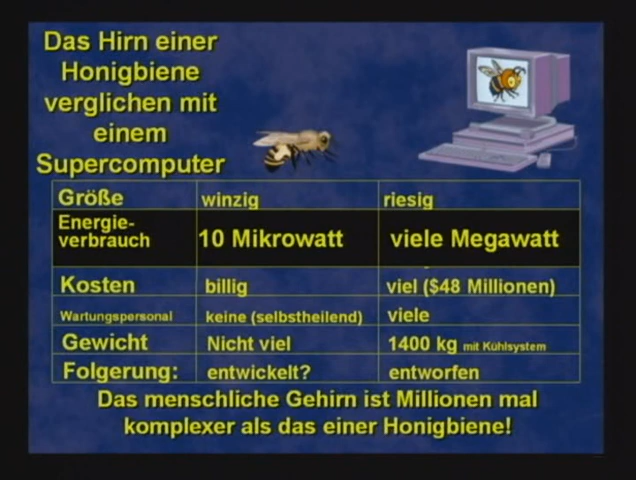 Das Hirn einer
Honigbiene
verglichen mit
einem
Supercomputer
Größe winzig riesig
Energie-
verbrauch 10 Mikrowatt viele Megawatt
Kosten billig viel ($48 Millionen)
Wartungspersonal keine (selbstheilend) viele
Gewicht Nicht viel 1400 kg mit Kühlsystem
Folgerung: entwickelt? entworfen
Das menschliche Gehirn ist Millionen mal
komplexer als das einer Honigbiene!